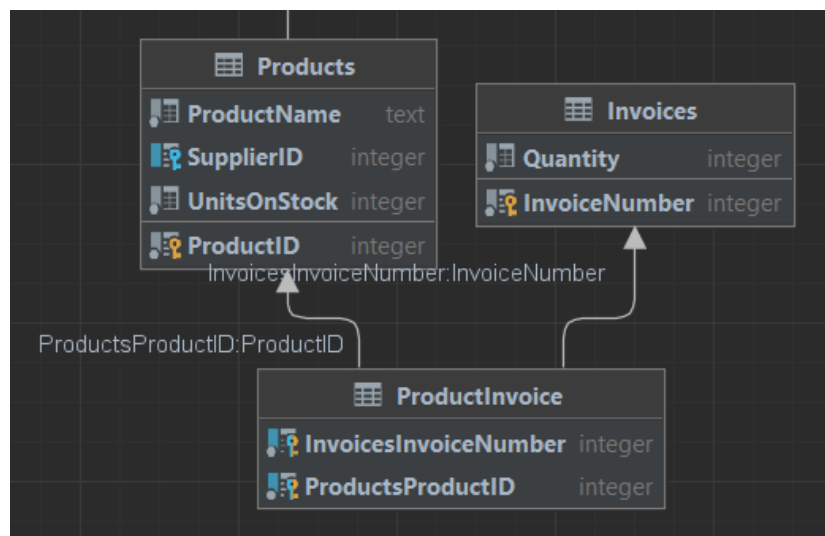 Products
ProductName text
SupplierID integer
UnitsOnStock integer
ProductID integer
Invoices
Quantity integer
InvoiceNumber integer
InvoicesInvoiceNumber:InvoiceNumber
ProductsProductID:ProductID
ProductInvoice
InvoicesInvoiceNumber integer
ProductsProductID integer